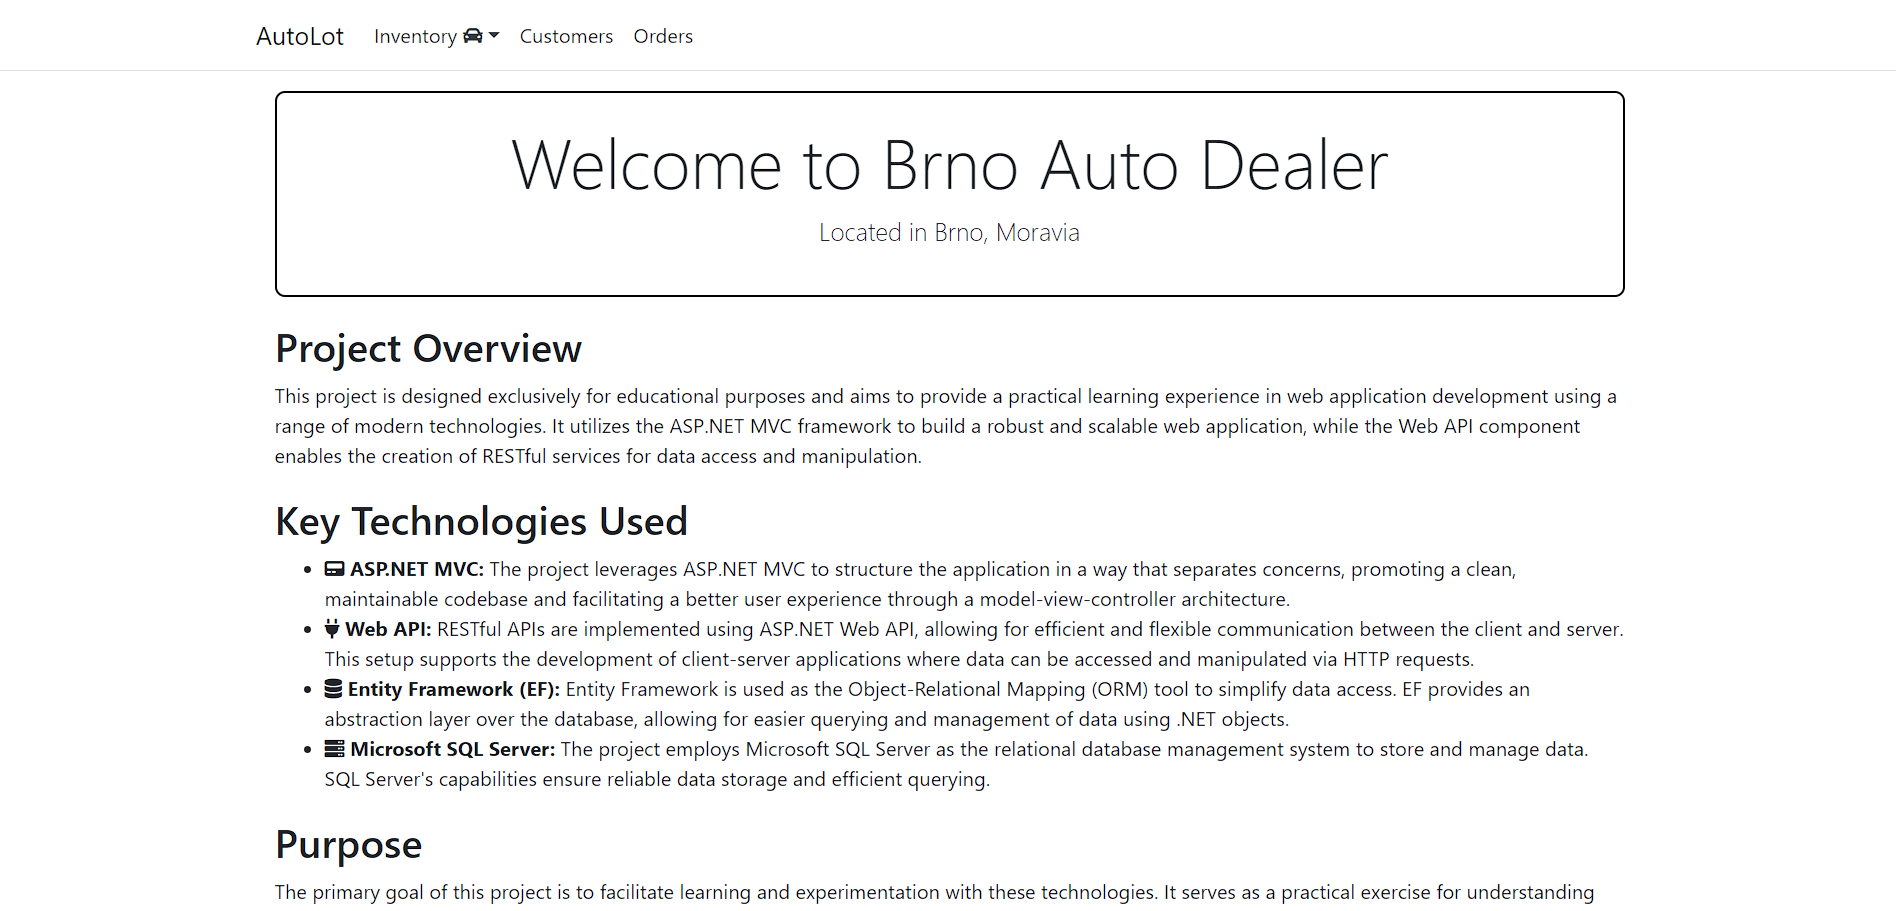 AutoLot Inventory Customers Orders
Welcome to Brno Auto Dealer
Located in Brno, Moravia
Project Overview
This project is designed exclusively for educational purposes and aims to provide a practical learning experience in web application development using a
range of modern technologies. It utilizes the ASP.NET MVC framework to build a robust and scalable web application, while the Web API component
enables the creation of RESTful services for data access and manipulation.
Key Technologies Used
• ASP.NET MVC: The project leverages ASP.NET MVC to structure the application in a way that separates concerns, promoting a clean,
maintainable codebase and facilitating a better user experience through a model-view-controller architecture.
• Web API: RESTful APIs are implemented using ASP.NET Web API, allowing for efficient and flexible communication between the client and server.
This setup supports the development of client-server applications where data can be accessed and manipulated via HTTP requests.
• Entity Framework (EF): Entity Framework is used as the Object-Relational Mapping (ORM) tool to simplify data access. EF provides an
abstraction layer over the database, allowing for easier querying and management of data using .NET objects.
• Microsoft SQL Server: The project employs Microsoft SQL Server as the relational database management system to store and manage data.
SQL Server's capabilities ensure reliable data storage and efficient querying.
Purpose
The primary goal of this project is to facilitate learning and experimentation with these technologies. It serves as a practical exercise for understanding